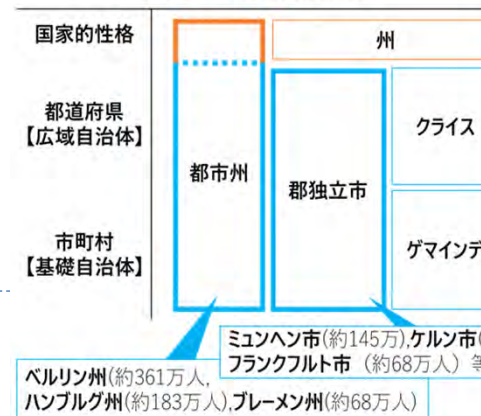 国家的性格
州
都道府県
【広域自治体】
クライス
都市州
郡独立市
市町村
【基礎自治体】
ゲマインデ
ミュンヘン市(約145万),ケルン市(
フランクフルト市 (約68万人) 等
ベルリン州(約361万人,
ハンブルグ州(約183万人),ブレーメン州(約68万人)